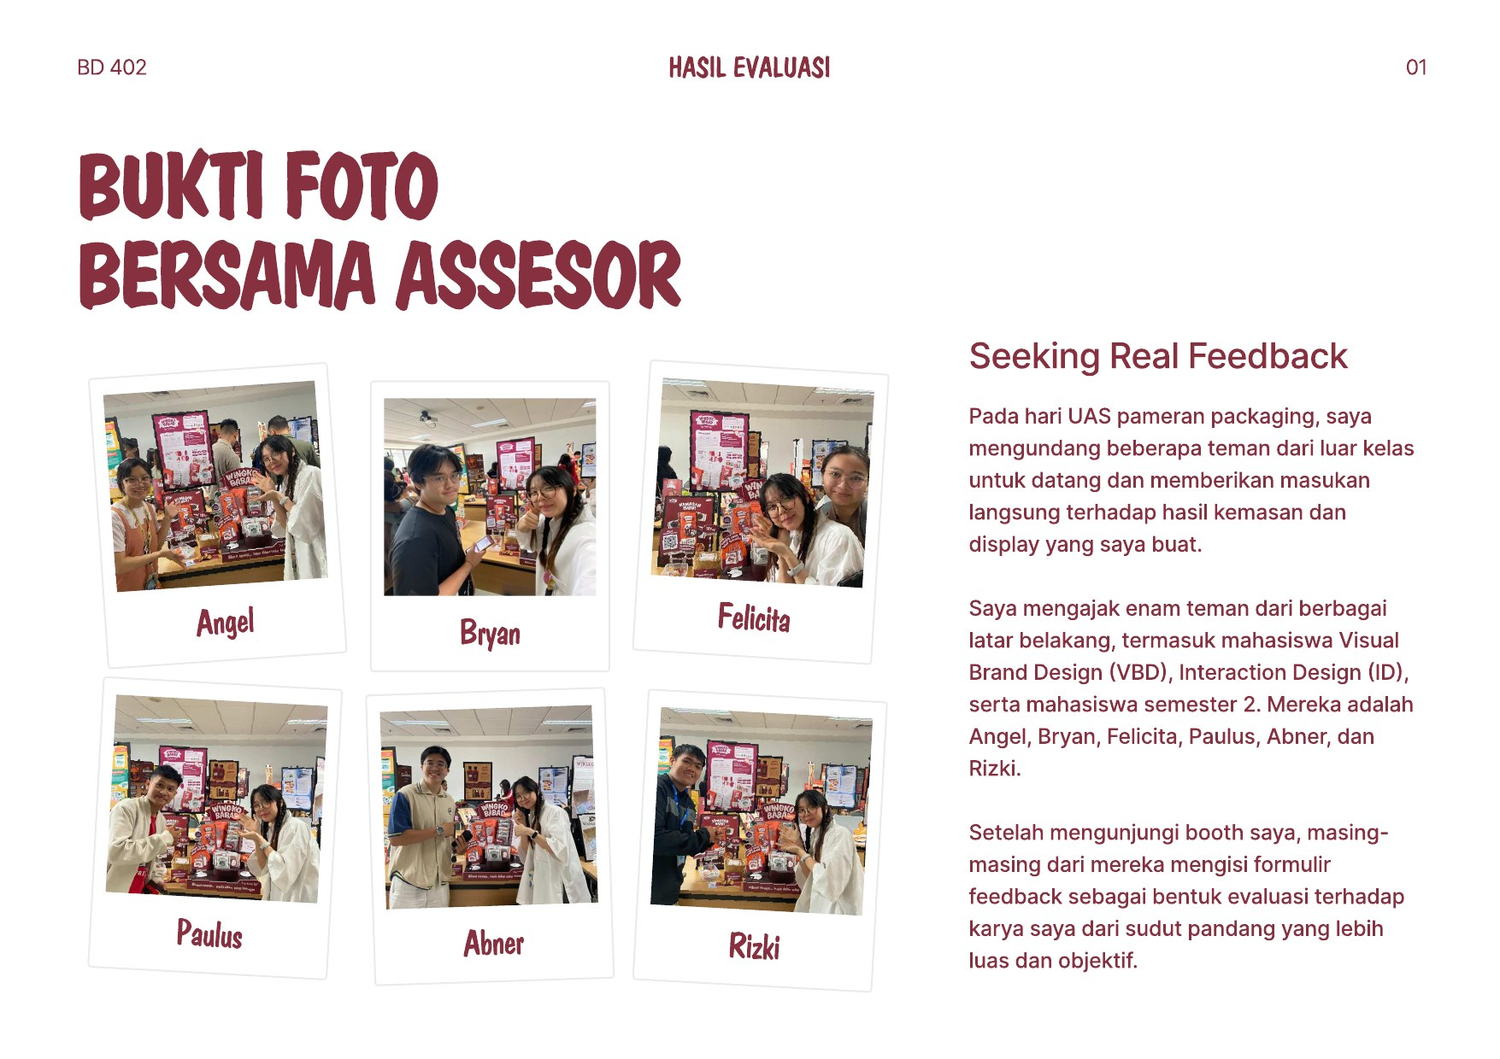 BD 402
HASIL EVALUASI
01
BUKTI FOTO
BERSAMA ASSESOR
Angel
Bryan
Felicita
Paulus
Abner
Rizki
Seeking Real Feedback
Pada hari UAS pameran packaging, saya
mengundang beberapa teman dari luar kelas
untuk datang dan memberikan masukan
langsung terhadap hasil kemasan dan
display yang saya buat.
Saya mengajak enam teman dari berbagai
latar belakang, termasuk mahasiswa Visual
Brand Design (VBD), Interaction Design (ID),
serta mahasiswa semester 2. Mereka adalah
Angel, Bryan, Felicita, Paulus, Abner, dan
Rizki.
Setelah mengunjungi booth saya, masing-
masing dari mereka mengisi formulir
feedback sebagai bentuk evaluasi terhadap
karya saya dari sudut pandang yang lebih
luas dan objektif.